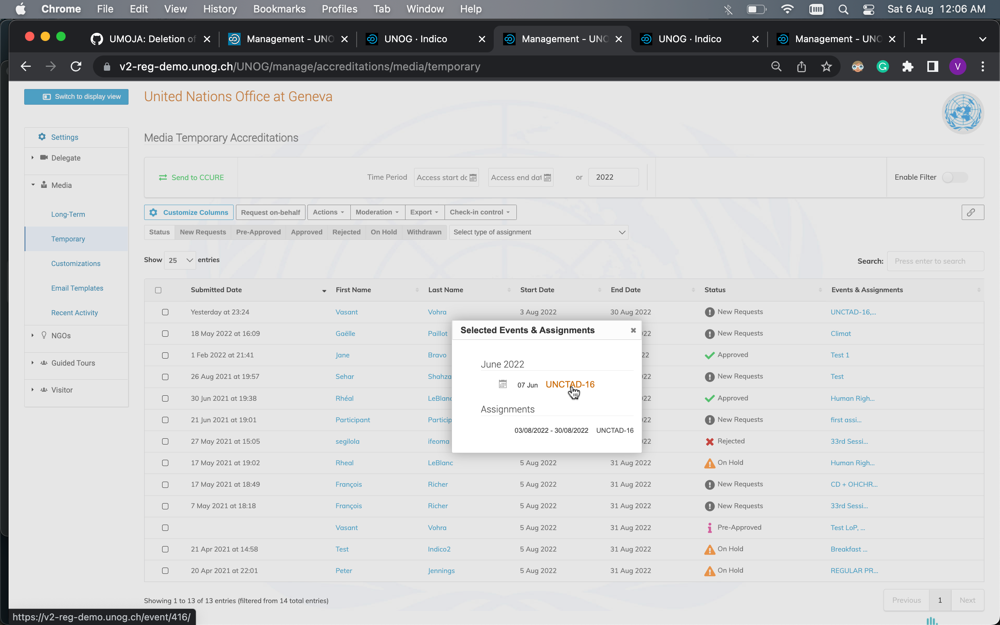 Chrome File Edit View History Bookmarks Profiles Tab Window Help Sat 6 Aug 12:06 AM
UMOJA: Deletion of Management - UNO UNOG · Indico Management - UNO UNOG · Indico Management - UNO
v2-reg-demo.unog.ch/UNOG/manage/accreditations/media/temporary V
Switch to display view
United Nations Office at Geneva
Settings
Delegate
Media
Long-Term
Temporary
Customizations
Email Templates
Recent Activity
NGOs
Guided Tours
Visitor
Media Temporary Accreditations
Send to CCURE Time Period Access start dc Access end dat or 2022 Enable Filter
Customize Columns Request on-behalf Actions Moderation Export Check-in control
Status New Requests Pre-Approved Approved Rejected On Hold Withdrawn Select type of assignment
Show 25 entries Search: Press enter to search
Submitted Date First Name Last Name Start Date End Date Status Events & Assignments
Yesterday at 23:24 Vasant Vohra 3 Aug 2022 30 Aug 2022 New Requests UNCTAD-16,...
18 May 2022 at 16:09 Gaëlle Paillot 22 New Requests Climat
1 Feb 2022 at 21:41 Jane Bravo 22 Approved Test 1
26 Aug 2021 at 19:57 Sehar Shahza 22 New Requests Test
30 Jun 2021 at 19:38 Rhéal LeBlanc 22 Approved Human Righ...
21 Jun 2021 at 19:01 Participant Particip 22 New Requests first assi...
27 May 2021 at 15:05 segilola ifeoma 22 Rejected 33rd Sessi...
17 May 2021 at 19:02 Rheal LeBlanc 5 Aug 2022 31 Aug 2022 On Hold Human Righ...
17 May 2021 at 18:49 François Richer 5 Aug 2022 31 Aug 2022 New Requests CD + OHCHR...
7 May 2021 at 18:18 François Richer 5 Aug 2022 31 Aug 2022 New Requests 33rd Sessi...
Vasant Vohra 5 Aug 2022 31 Aug 2022 Pre-Approved Test LoP, ...
21 Apr 2021 at 14:58 Test Indico2 5 Aug 2022 31 Aug 2022 On Hold Breakfast ...
20 Apr 2021 at 22:01 Peter Jennings 5 Aug 2022 31 Aug 2022 On Hold REGULAR PR...
Selected Events & Assignments
June 2022
07 Jun UNCTAD-16
Assignments
03/08/2022 - 30/08/2022 UNCTAD-16
Showing 1 to 13 of 13 entries (filtered from 14 total entries) Previous 1 Next
https://v2-reg-demo.unog.ch/event/416/